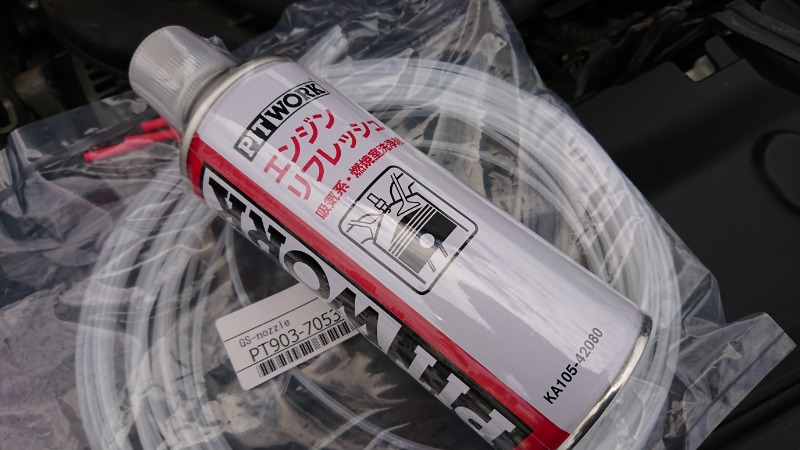 PITWORK
エンジン
リフレッシュ
吸気系・燃焼室洗浄剤
PITWORK
KA105-42080
GS-nozzle
PT903-7053